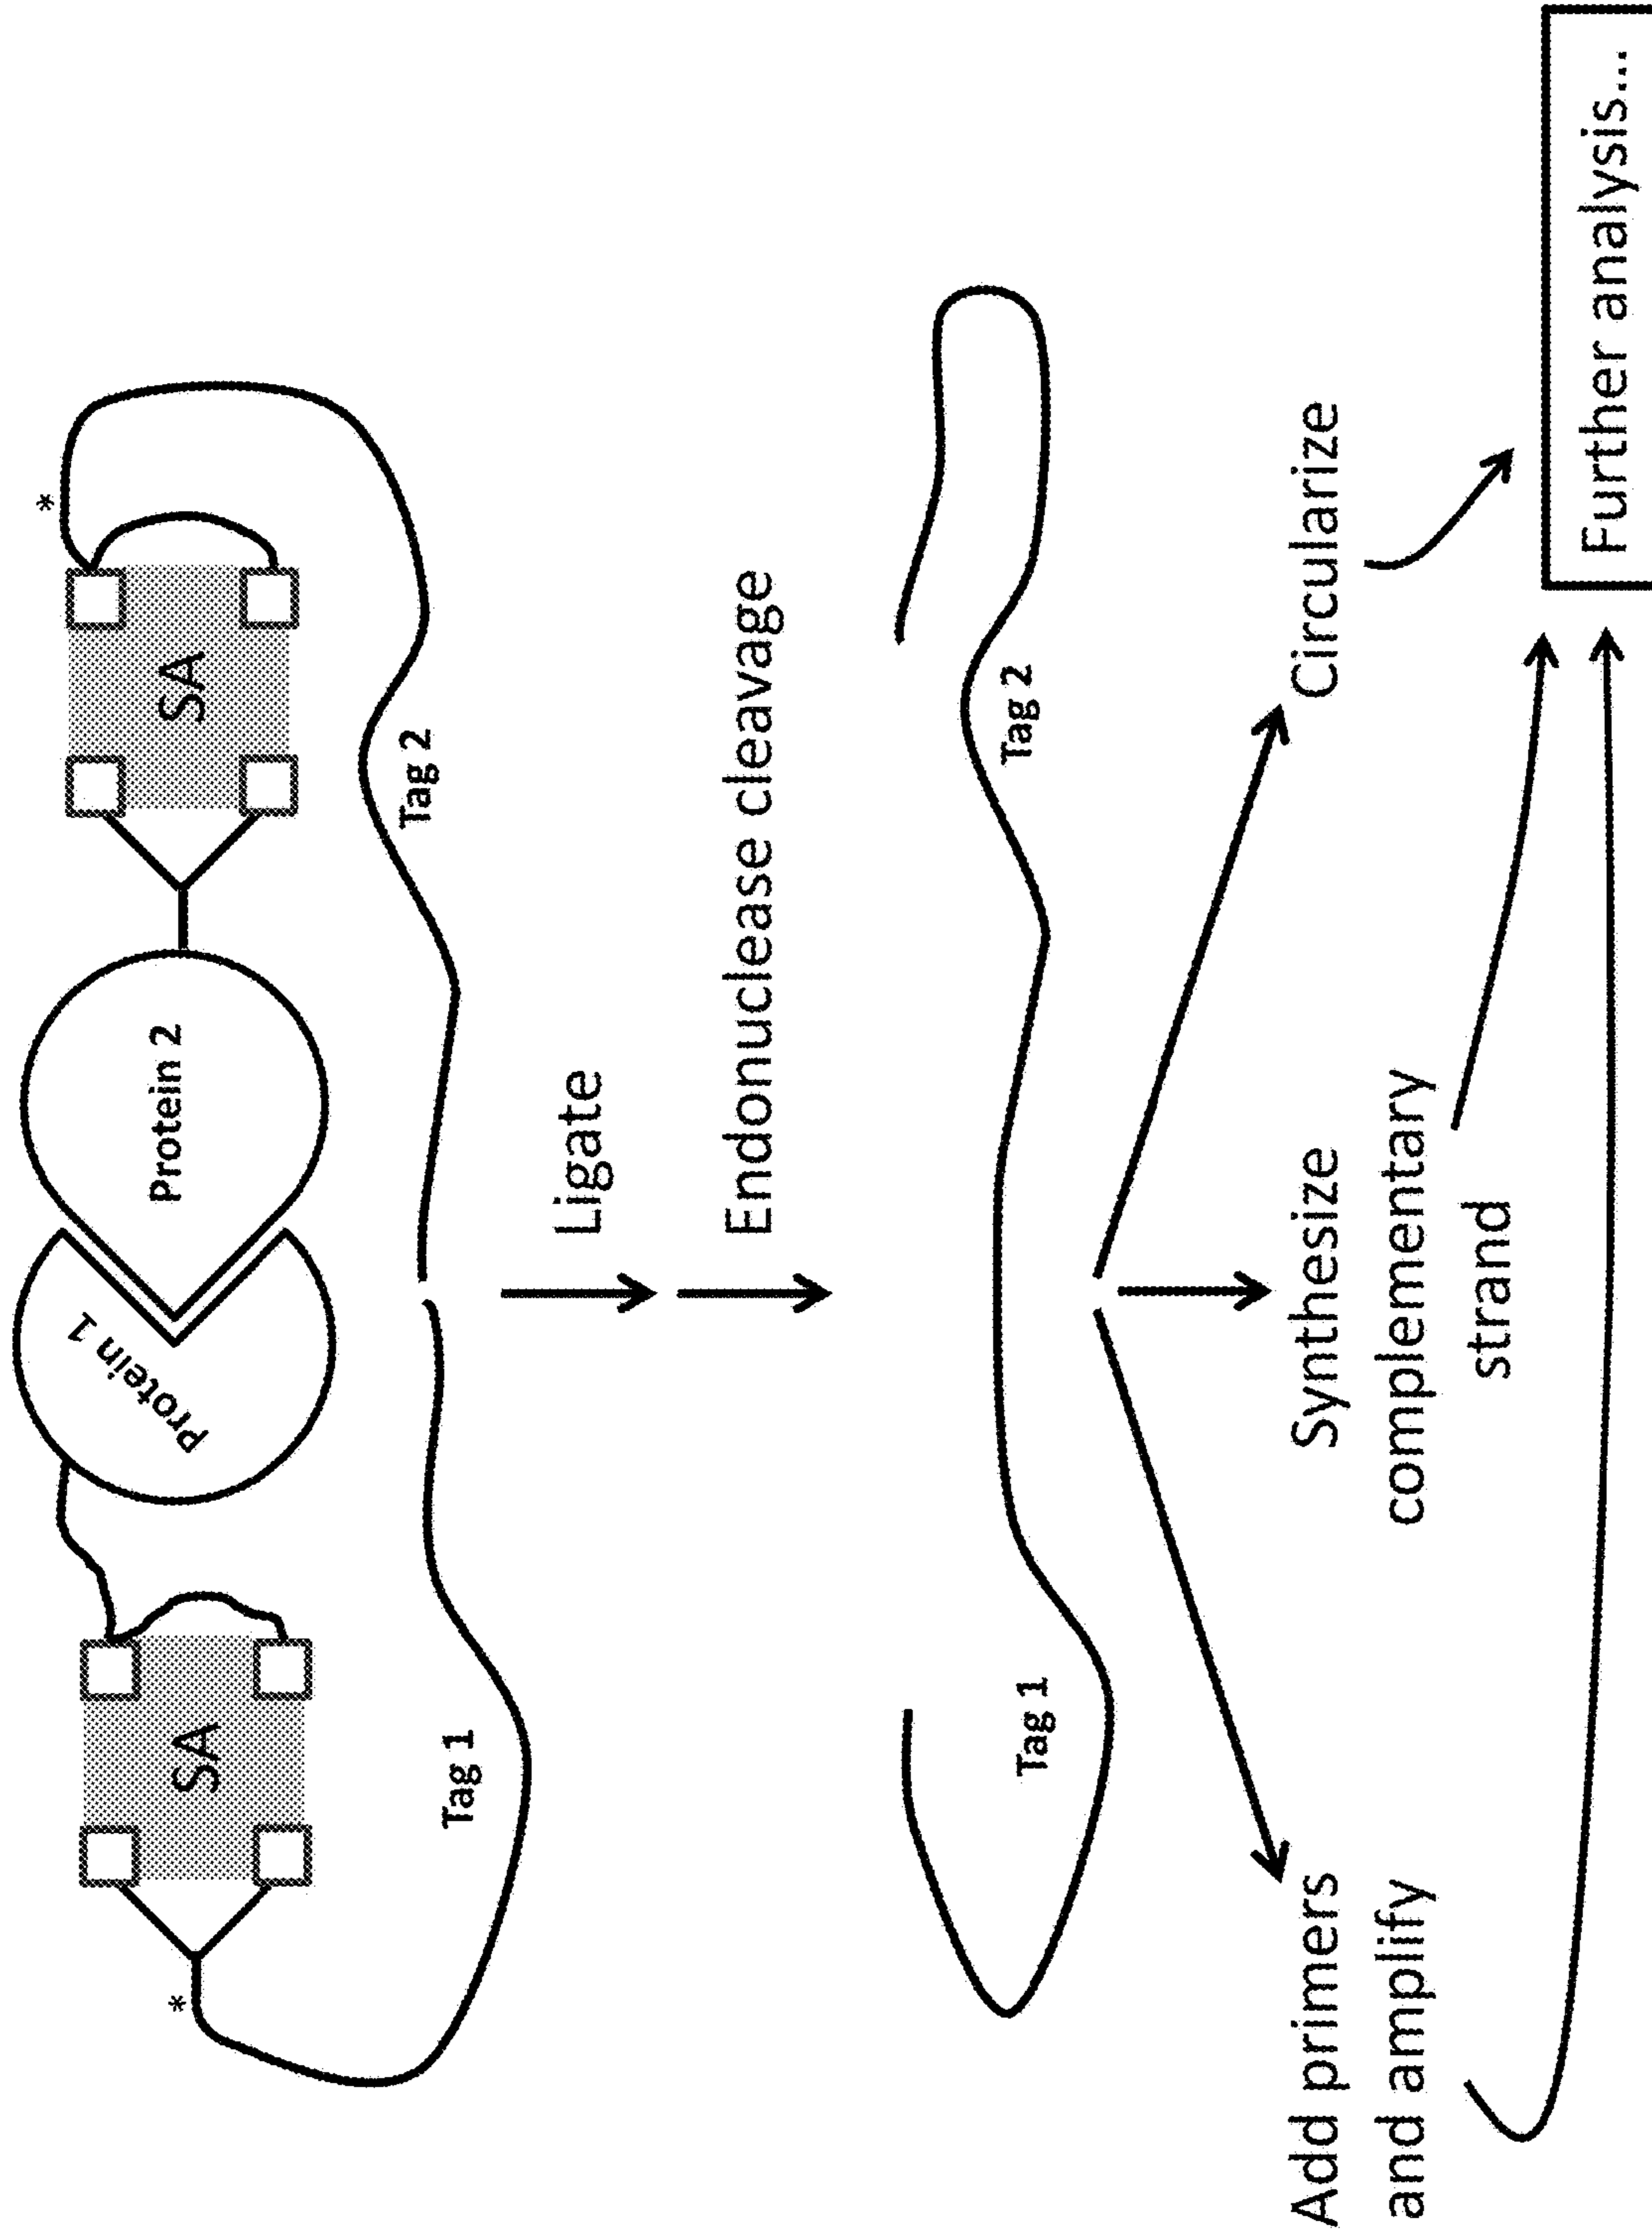 *
*
SA
Protein 1
Protein 2
SA
Tag 1
Tag 2
Ligate
Endonuclease cleavage
Tag 1
Tag 2
Add primers
and amplify
Synthesize
complementary
strand
Circularize
Further analysis...